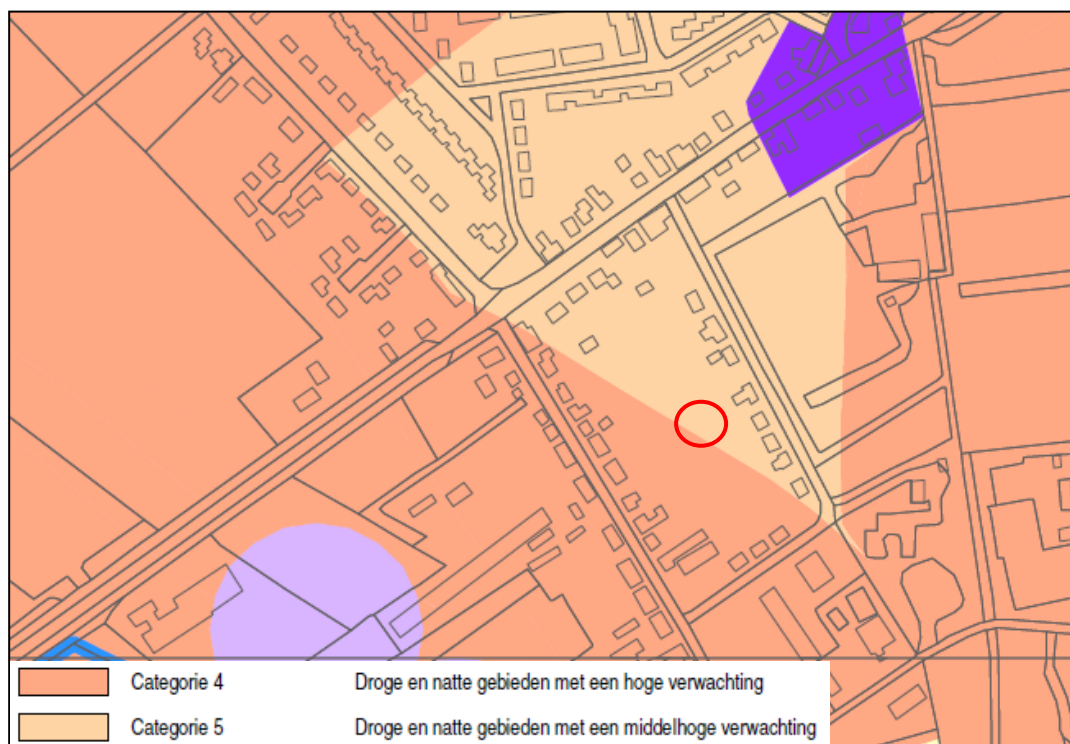 Categorie 4 Droge en natte gebieden met een hoge verwachting
Categorie 5 Droge en natte gebieden met een middelhoge verwachting